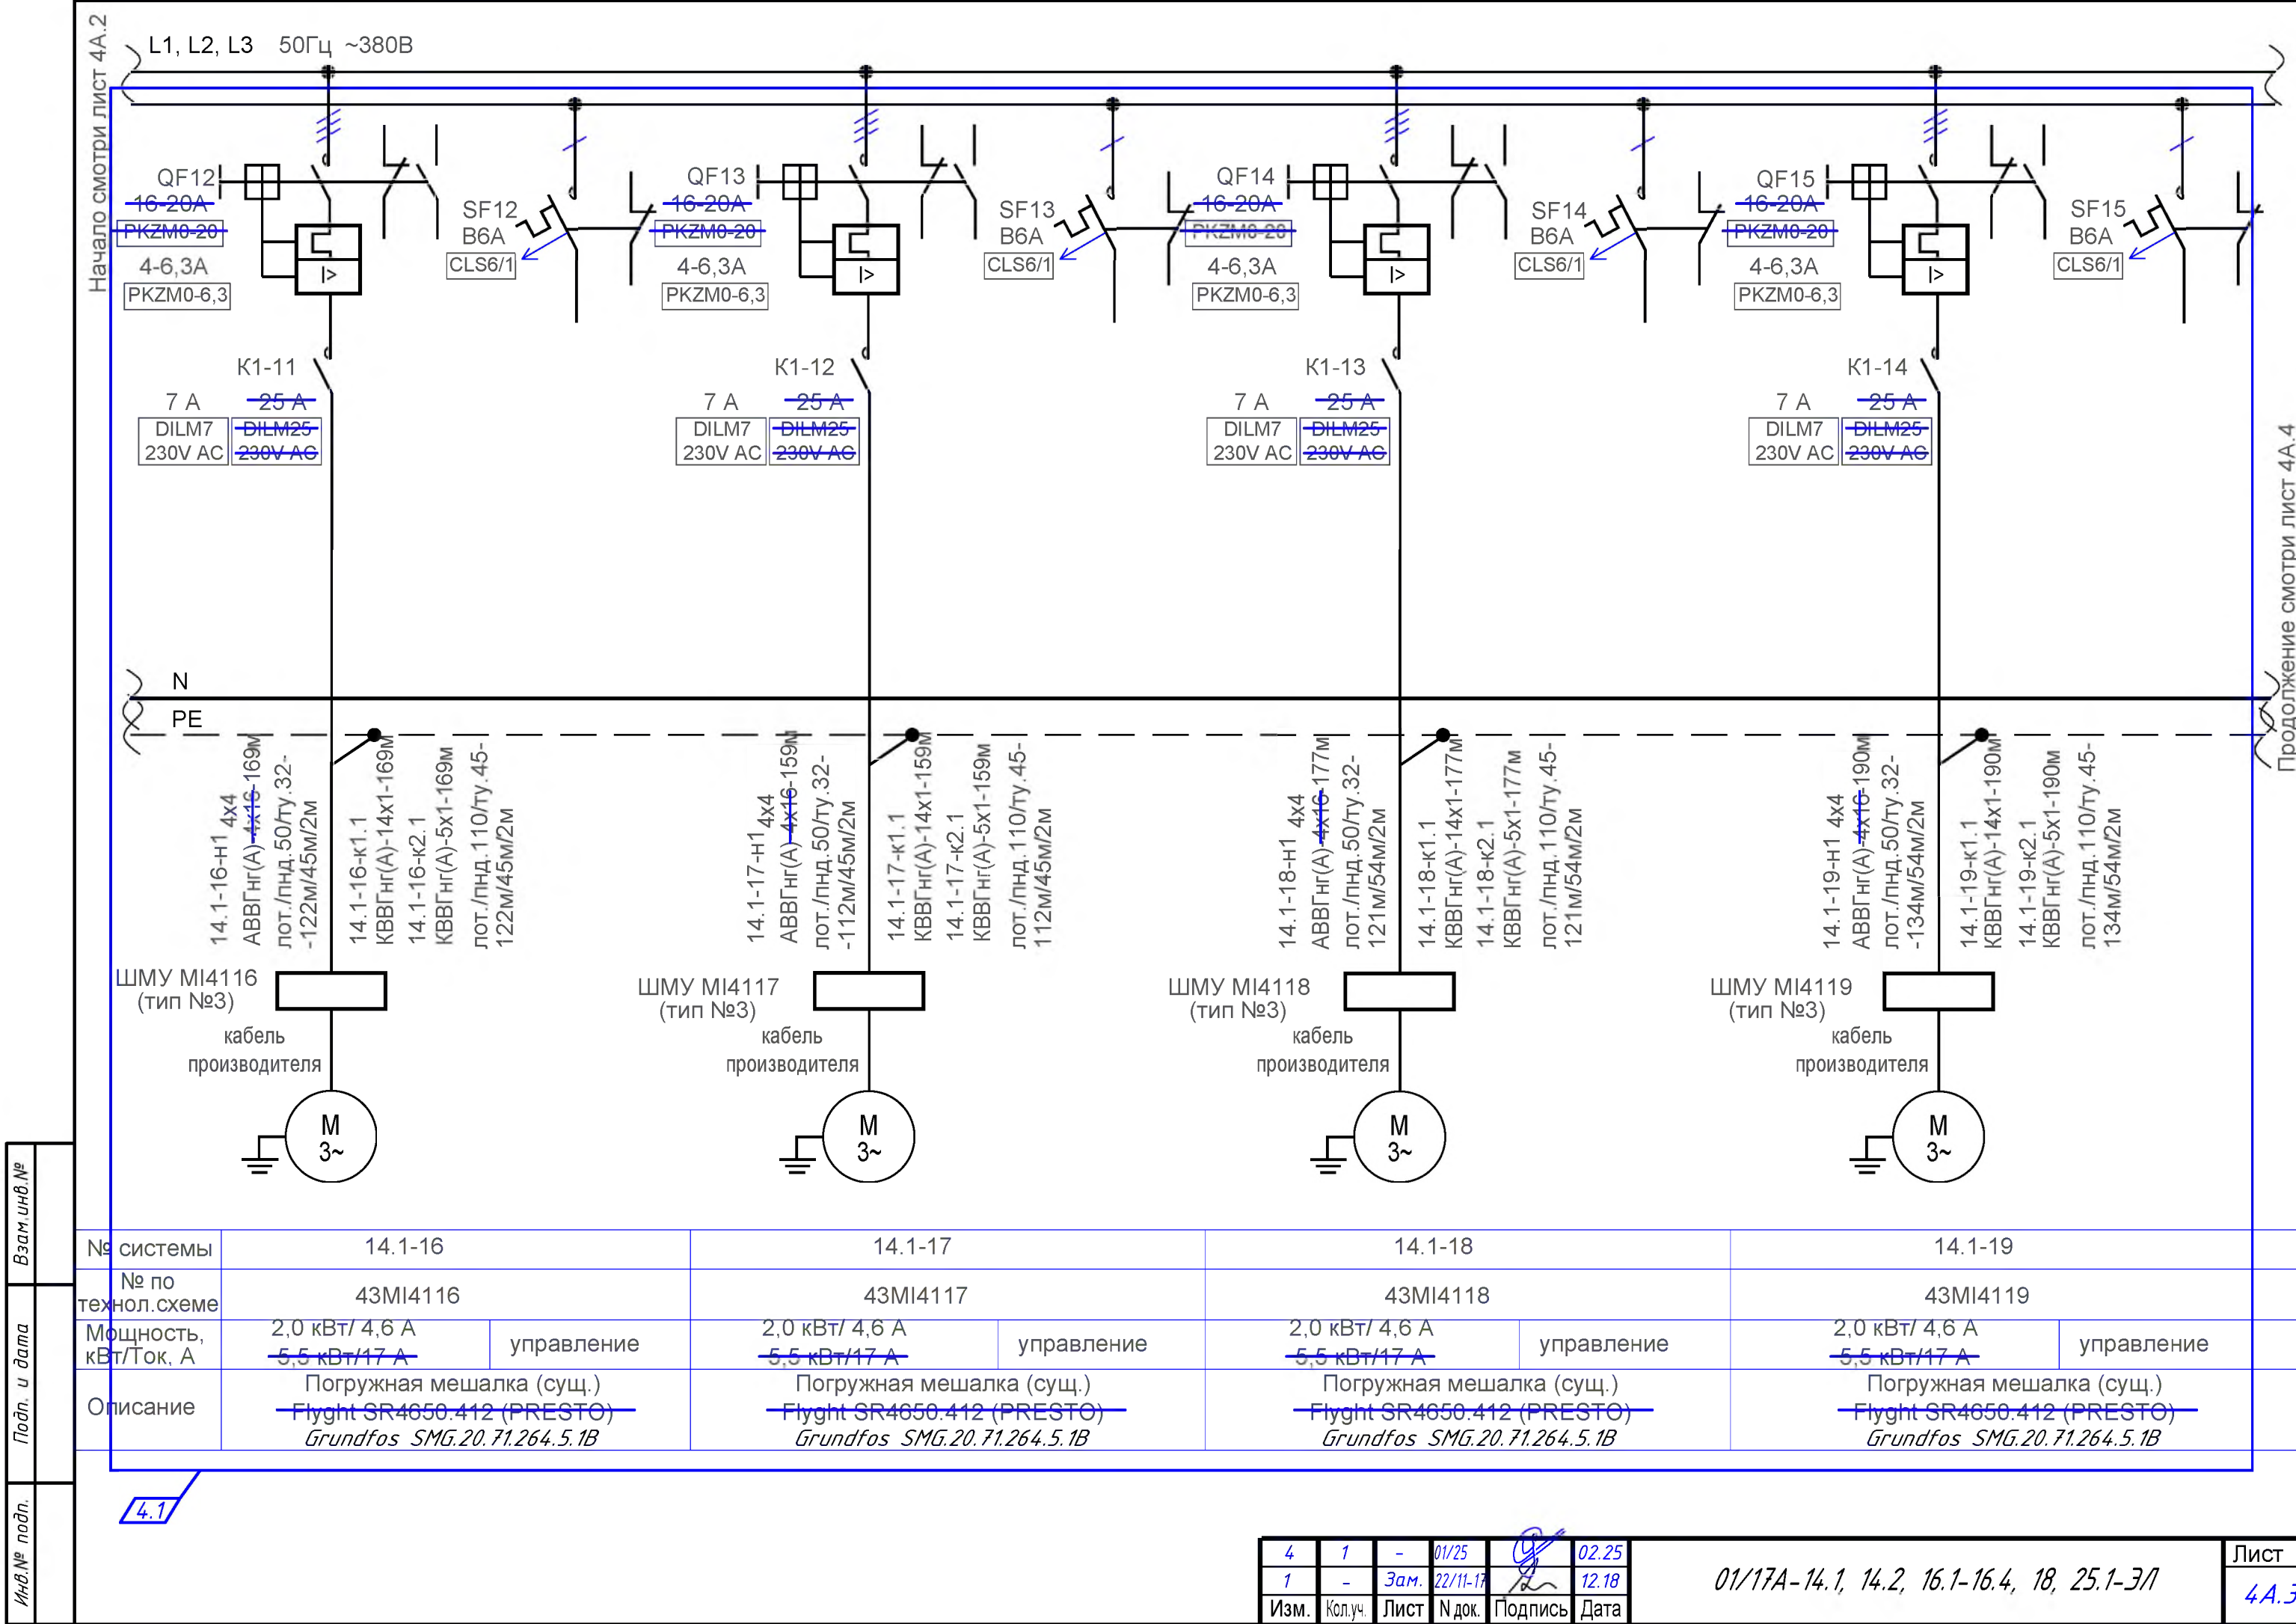 Начало смотри лист 4А.2
L1, L2, L3 50Гц ~380В
QF12
16-20А
PKZM0-20
4-6,3А
PKZM0-6,3
I>
SF12
В6А
CLS6/1
К1-11
7 А 25 А
DILM7 DILM25
230V AC 230V AC
QF13
16-20А
PKZM0-20
4-6,3А
PKZM0-6,3
I>
SF13
В6А
CLS6/1
К1-12
7 А 25 А
DILM7 DILM25
230V AC 230V AC
QF14
16-20А
PKZM0-20
4-6,3А
PKZM0-6,3
I>
SF14
В6А
CLS6/1
К1-13
7 А 25 А
DILM7 DILM25
230V AC 230V AC
QF15
16-20А
PKZM0-20
4-6,3А
PKZM0-6,3
I>
SF15
В6А
CLS6/1
К1-14
7 А 25 А
DILM7 DILM25
230V AC 230V AC
Продолжение смотри лист 4А.4
N
PE
14.1-16-н1 4х4
АВВГнг(А)-4х16-169м
лот./пнд.50/ту.32-
-122м/45м/2м
14.1-16-к1.1
КВВГнг(А)-14х1-169м
14.1-16-к2.1
КВВГнг(А)-5х1-169м
лот./пнд.110/ту.45-
122м/45м/2м
14.1-17-н1 4х4
АВВГнг(А)-4х16-159м
лот./пнд.50/ту.32-
-112м/45м/2м
14.1-17-к1.1
КВВГнг(А)-14х1-159м
14.1-17-к2.1
КВВГнг(А)-5х1-159м
лот./пнд.110/ту.45-
112м/45м/2м
14.1-18-н1 4х4
АВВГнг(А)-4х16-177м
лот./пнд.50/ту.32-
121м/54м/2м
14.1-18-к1.1
КВВГнг(А)-14х1-177м
14.1-18-к2.1
КВВГнг(А)-5х1-177м
лот./пнд.110/ту.45-
121м/54м/2м
14.1-19-н1 4х4
АВВГнг(А)-4х16-190м
лот./пнд.50/ту.32-
-134м/54м/2м
14.1-19-к1.1
КВВГнг(А)-14х1-190м
14.1-19-к2.1
КВВГнг(А)-5х1-190м
лот./пнд.110/ту.45-
134м/54м/2м
ШМУ MI4116
(тип №3)
кабель
производителя
М
3~
ШМУ MI4117
(тип №3)
кабель
производителя
М
3~
ШМУ MI4118
(тип №3)
кабель
производителя
М
3~
ШМУ MI4119
(тип №3)
кабель
производителя
М
3~
№ системы 14.1-16 14.1-17 14.1-18 14.1-19
№ по
технол.схеме 43MI4116 43MI4117 43MI4118 43MI4119
Мощность,
кВт/Ток, А
2,0 кВт/ 4,6 А
5,5 кВт/17 А
управление
2,0 кВт/ 4,6 А
5,5 кВт/17 А
управление
2,0 кВт/ 4,6 А
5,5 кВт/17 А
управление
2,0 кВт/ 4,6 А
5,5 кВт/17 А
управление
Описание
Погружная мешалка (сущ.)
Flyght SR4650.412 (PRESTO)
Grundfos SMG.20.71.264.5.1B
Погружная мешалка (сущ.)
Flyght SR4650.412 (PRESTO)
Grundfos SMG.20.71.264.5.1B
Погружная мешалка (сущ.)
Flyght SR4650.412 (PRESTO)
Grundfos SMG.20.71.264.5.1B
Погружная мешалка (сущ.)
Flyght SR4650.412 (PRESTO)
Grundfos SMG.20.71.264.5.1B
4.1
Взам.инв.№
Подп. и дата
Инв.№ подп.
4 1 - 01/25 02.25
1 - Зам. 22/11-17 12.18
Изм. Кол.уч. Лист N док. Подпись Дата
01/17А-14.1, 14.2, 16.1-16.4, 18, 25.1-ЭЛ
Лист
4А.3